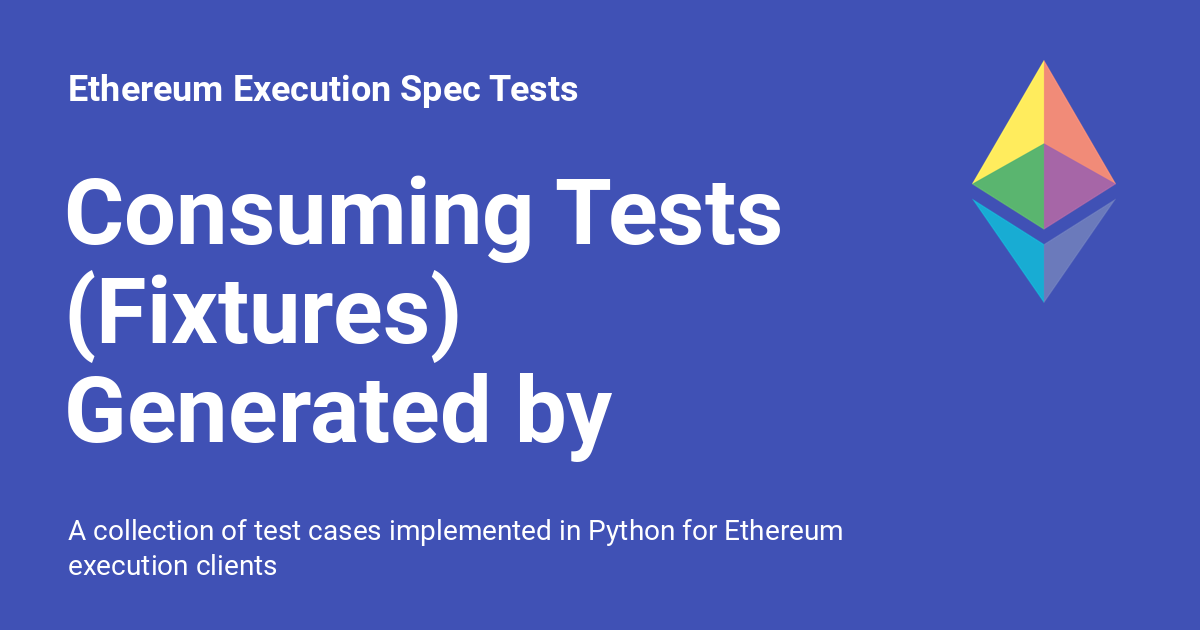 Ethereum Execution Spec Tests
Consuming Tests
(Fixtures)
Generated by
A collection of test cases implemented in Python for Ethereum
execution clients